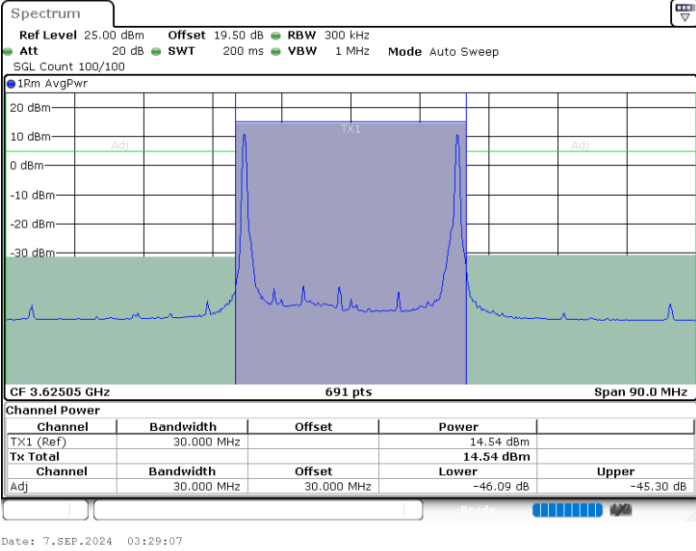 Spectrum
Ref Level 25.00 dBm Offset 19.50 dB RBW 300 kHz
Att 20 dB SWT 200 ms VBW 1 MHz Mode Auto Sweep
SGL Count 100/100
1Rm AvgPwr
20 dBm
TX1
10 dBm
Adj Adj
0 dBm
-10 dBm
-20 dBm
-30 dBm
CF 3.62505 GHz 691 pts Span 90.0 MHz
Channel Power
Channel Bandwidth Offset Power
TX1 (Ref) 30.000 MHz 14.54 dBm
Tx Total 14.54 dBm
Channel Bandwidth Offset Lower Upper
Adj 30.000 MHz 30.000 MHz -46.09 dB -45.30 dB
Ready
Date: 7.SEP.2024 03:29:07